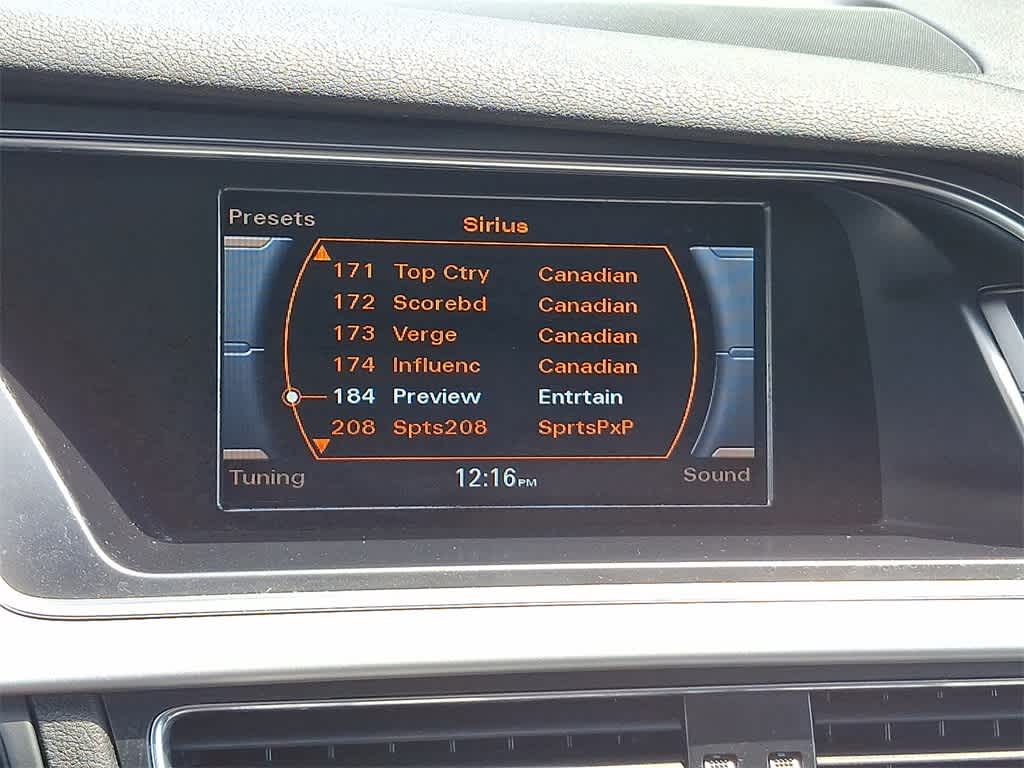 Presets
Sirius
171 Top Ctry Canadian
172 Scorebd Canadian
173 Verge Canadian
174 Influenc Canadian
184 Preview Entrtain
208 Spts208 SprtsPxP
Tuning 12:16PM Sound